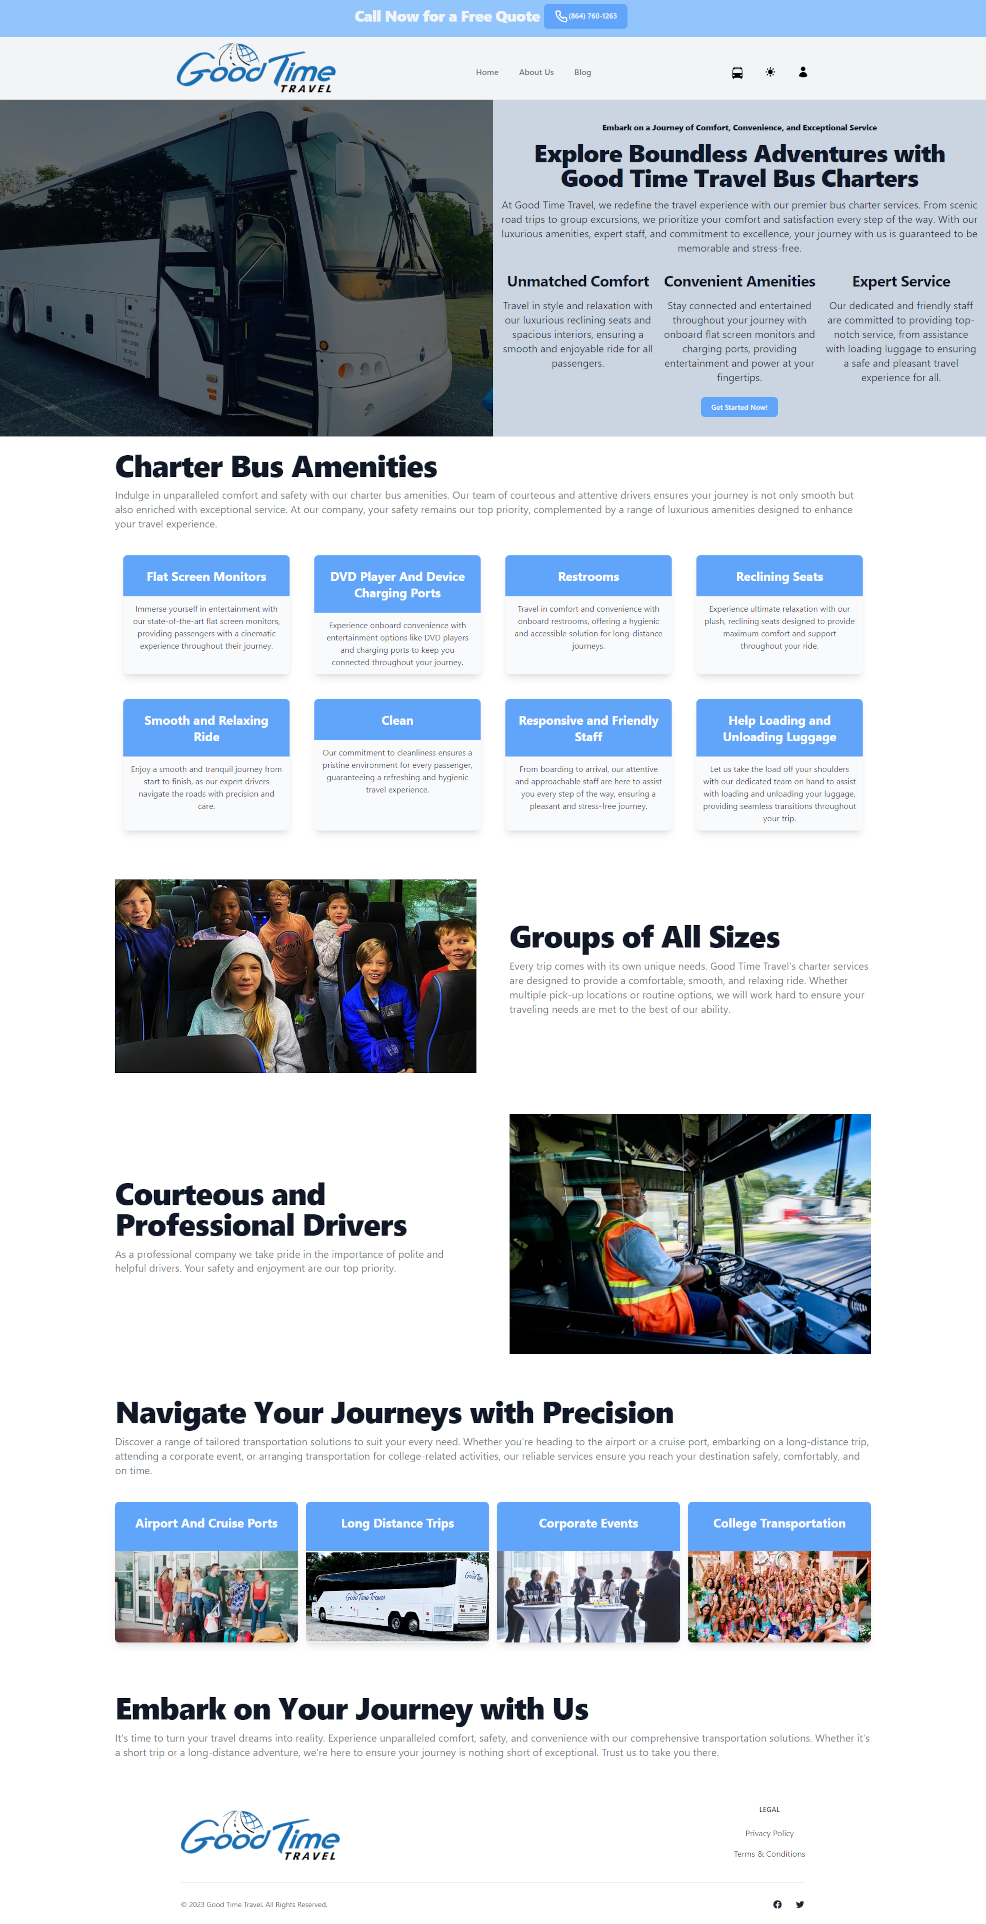 Call Now for a Free Quote (864) 760-1263
Good Time
TRAVEL
Home About Us Blog
Embark on a Journey of Comfort, Convenience, and Exceptional Service
Explore Boundless Adventures with
Good Time Travel Bus Charters
At Good Time Travel, we redefine the travel experience with our premier bus charter services. From scenic
road trips to group excursions, we prioritize your comfort and satisfaction every step of the way. With our
luxurious amenities, expert staff, and commitment to excellence, your journey with us is guaranteed to be
memorable and stress-free.
Unmatched Comfort
Travel in style and relaxation with
our luxurious reclining seats and
spacious interiors, ensuring a
smooth and enjoyable ride for all
passengers.
Convenient Amenities
Stay connected and entertained
throughout your journey with
onboard flat screen monitors and
charging ports, providing
entertainment and power at your
fingertips.
Expert Service
Our dedicated and friendly staff
are committed to providing top-
notch service, from assistance
with loading luggage to ensuring
a safe and pleasant travel
experience for all.
Get Started Now!
Charter Bus Amenities
Indulge in unparalleled comfort and safety with our charter bus amenities. Our team of courteous and attentive drivers ensures your journey is not only smooth but
also enriched with exceptional service. At our company, your safety remains our top priority, complemented by a range of luxurious amenities designed to enhance
your travel experience.
Flat Screen Monitors
Immerse yourself in entertainment with
our state-of-the-art flat screen monitors,
providing passengers with a cinematic
experience throughout their journey.
DVD Player And Device
Charging Ports
Experience onboard convenience with
entertainment options like DVD players
and charging ports to keep you
connected throughout your journey.
Restrooms
Travel in comfort and convenience with
onboard restrooms, offering a hygienic
and accessible solution for long-distance
journeys.
Reclining Seats
Experience ultimate relaxation with our
plush, reclining seats designed to provide
maximum comfort and support
throughout your ride.
Smooth and Relaxing
Ride
Enjoy a smooth and tranquil journey from
start to finish, as our expert drivers
navigate the roads with precision and
care.
Clean
Our commitment to cleanliness ensures a
pristine environment for every passenger,
guaranteeing a refreshing and hygienic
travel experience.
Responsive and Friendly
Staff
From boarding to arrival, our attentive
and approachable staff are here to assist
you every step of the way, ensuring a
pleasant and stress-free journey.
Help Loading and
Unloading Luggage
Let us take the load off your shoulders
with our dedicated team on hand to assist
with loading and unloading your luggage,
providing seamless transitions throughout
your trip.
Groups of All Sizes
Every trip comes with its own unique needs. Good Time Travel's charter services
are designed to provide a comfortable, smooth, and relaxing ride. Whether
multiple pick-up locations or routine options, we will work hard to ensure your
traveling needs are met to the best of our ability.
Courteous and
Professional Drivers
As a professional company we take pride in the importance of polite and
helpful drivers. Your safety and enjoyment are our top priority.
Navigate Your Journeys with Precision
Discover a range of tailored transportation solutions to suit your every need. Whether you're heading to the airport or a cruise port, embarking on a long-distance trip,
attending a corporate event, or arranging transportation for college-related activities, our reliable services ensure you reach your destination safely, comfortably, and
on time.
Airport And Cruise Ports
Long Distance Trips
Good Time
Good Time Travel
Corporate Events
College Transportation
Embark on Your Journey with Us
It's time to turn your travel dreams into reality. Experience unparalleled comfort, safety, and convenience with our comprehensive transportation solutions. Whether it's
a short trip or a long-distance adventure, we're here to ensure your journey is nothing short of exceptional. Trust us to take you there.
Good Time
TRAVEL
LEGAL
Privacy Policy
Terms & Conditions
© 2023 Good Time Travel. All Rights Reserved.